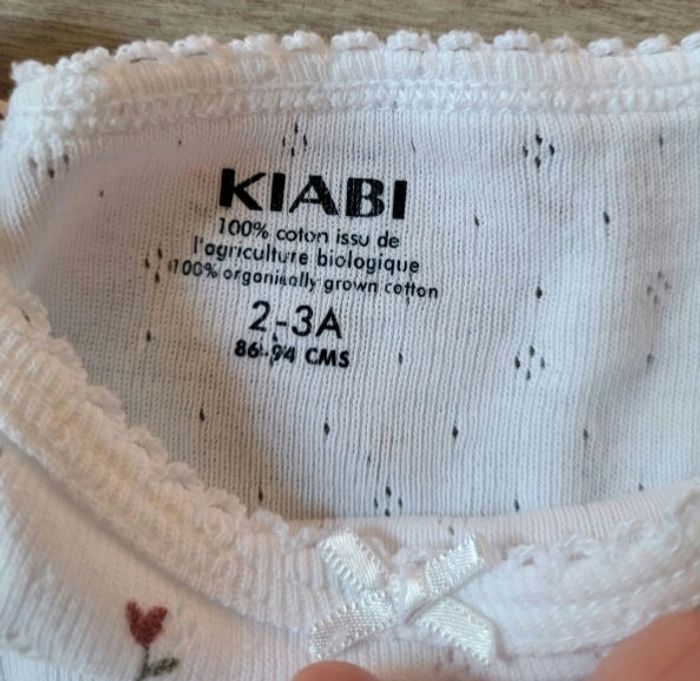 KIABI
100% coton issu de
l'agriculture biologique
100% organically grown cotton
2-3A
86-94 CMS